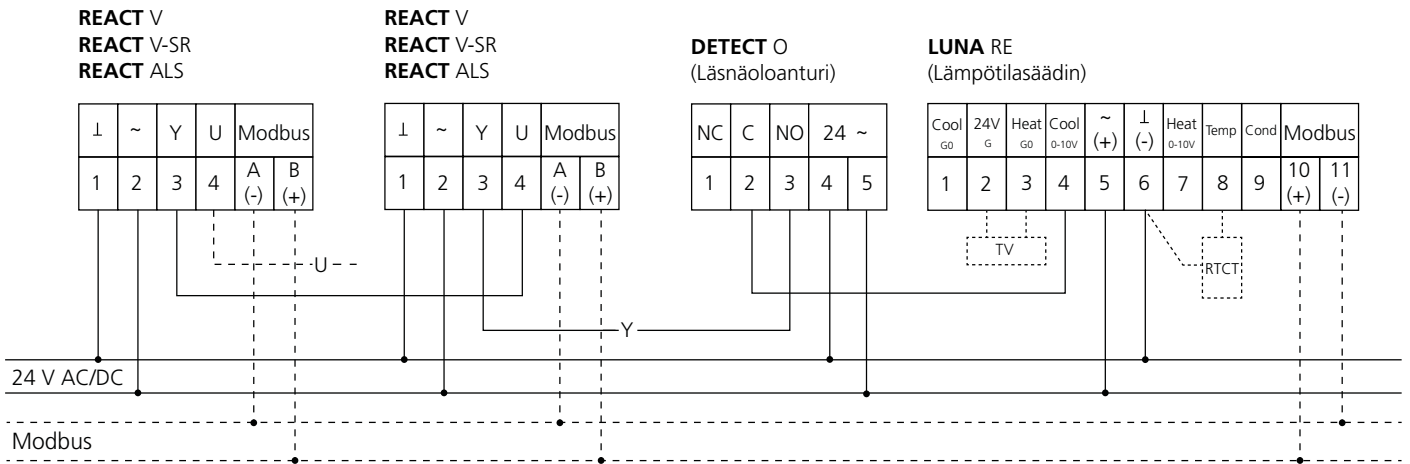 REACT V
REACT V-SR
REACT ALS
⊥ ~ Y U Modbus
1 2 3 4 A (-) B (+)
U
REACT V
REACT V-SR
REACT ALS
⊥ ~ Y U Modbus
1 2 3 4 A (-) B (+)
Y
DETECT O
(Läsnäoloanturi)
NC C NO 24 ~
1 2 3 4 5
LUNA RE
(Lämpötilasäädin)
Cool G0 24V G Heat G0 Cool 0-10V ~ (+) ⊥ (-) Heat 0-10V Temp Cond Modbus
1 2 3 4 5 6 7 8 9 10 (+) 11 (-)
TV
RTCT
24 V AC/DC
Modbus